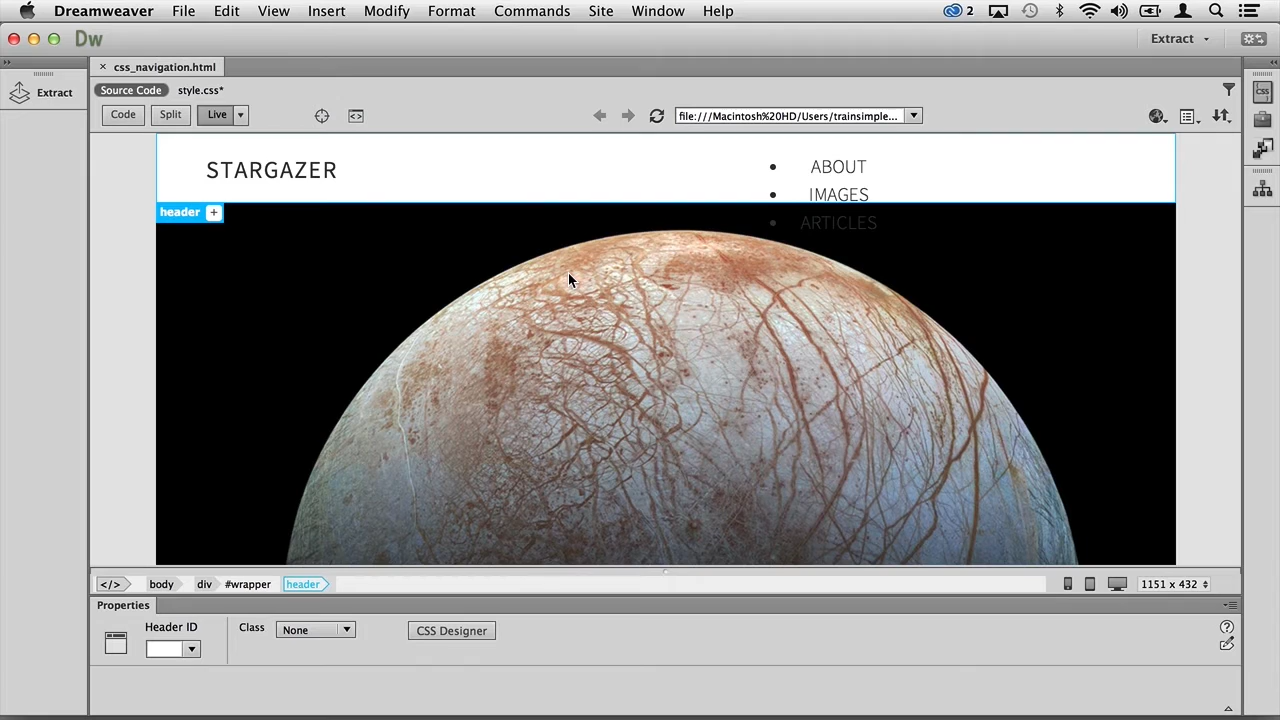 Dreamweaver File Edit View Insert Modify Format Commands Site Window Help 2
Dw Extract
css_navigation.html
Extract
Source Code style.css*
Code Split Live file:///Macintosh%20HD/Users/trainsimple...
STARGAZER
ABOUT
IMAGES
ARTICLES
header +
</> body div #wrapper header 1151 x 432
Properties
Header ID Class None CSS Designer